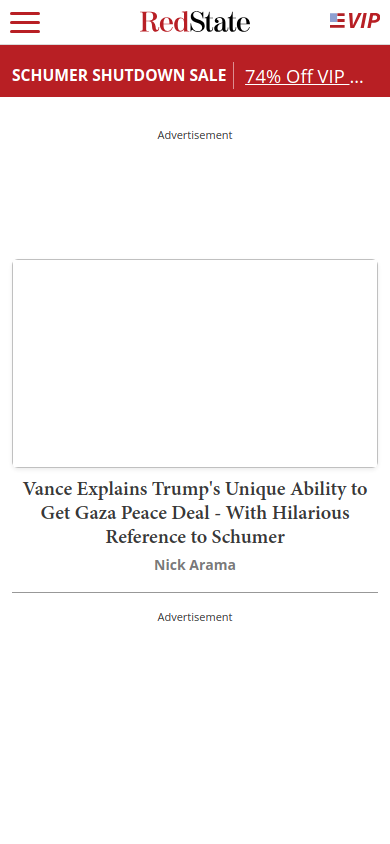 RedState
VIP
SCHUMER SHUTDOWN SALE
74% Off VIP ...
Advertisement
Vance Explains Trump's Unique Ability to
Get Gaza Peace Deal - With Hilarious
Reference to Schumer
Nick Arama
Advertisement